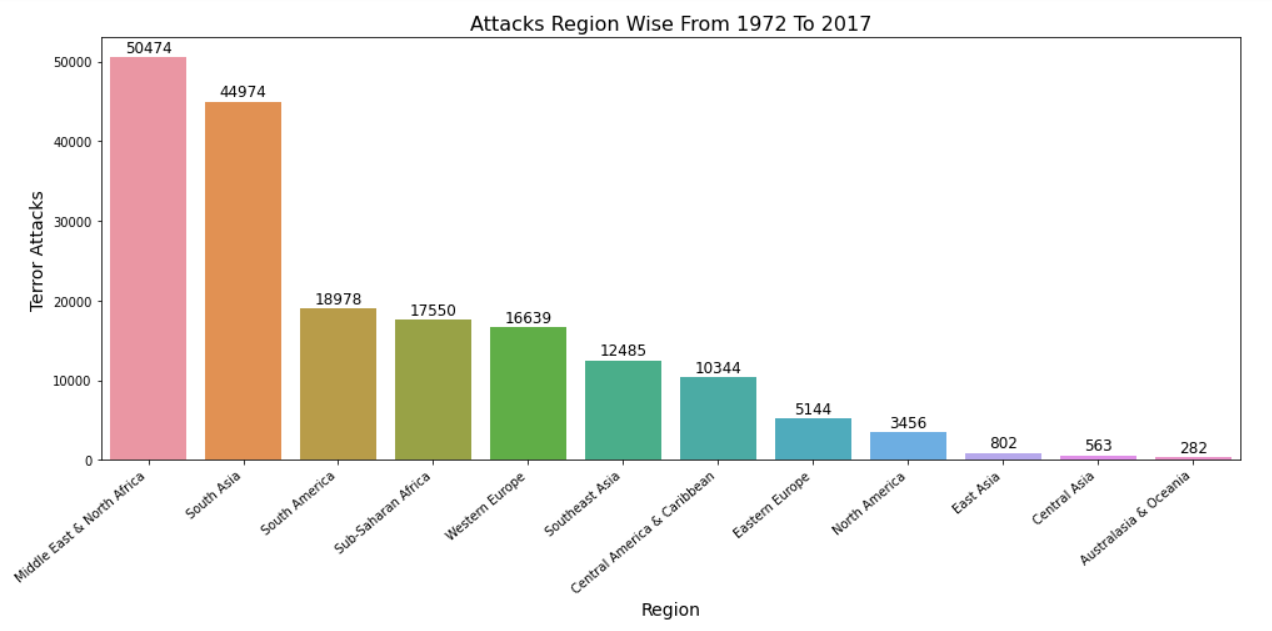 Attacks Region Wise From 1972 To 2017
Terror Attacks
50000
40000
30000
20000
10000
0
50474
44974
18978
17550
16639
12485
10344
5144
3456
802
563
282
Middle East & North Africa
South Asia
South America
Sub-Saharan Africa
Western Europe
Southeast Asia
Central America & Caribbean
Eastern Europe
North America
East Asia
Central Asia
Australasia & Oceania
Region